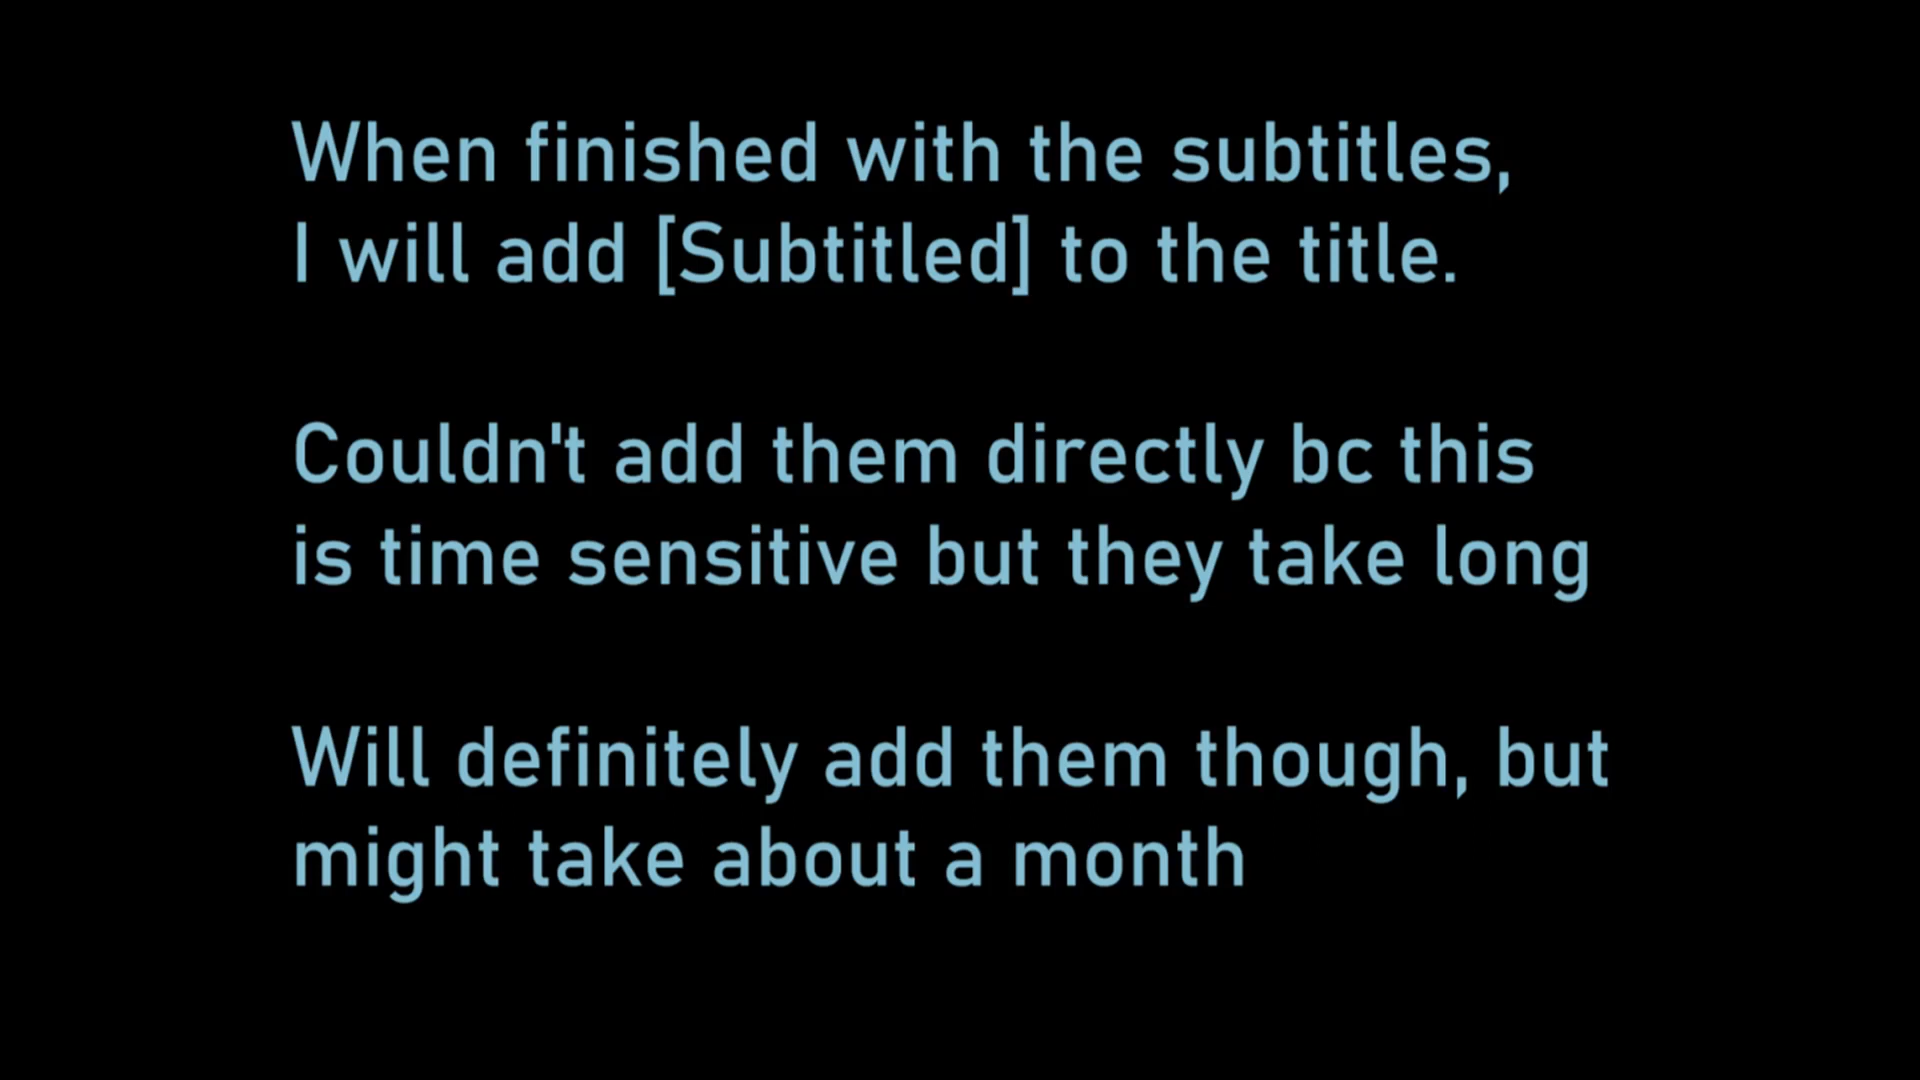 When finished with the subtitles,
I will add [Subtitled] to the title.
Couldn't add them directly bc this
is time sensitive but they take long
Will definitely add them though, but
might take about a month